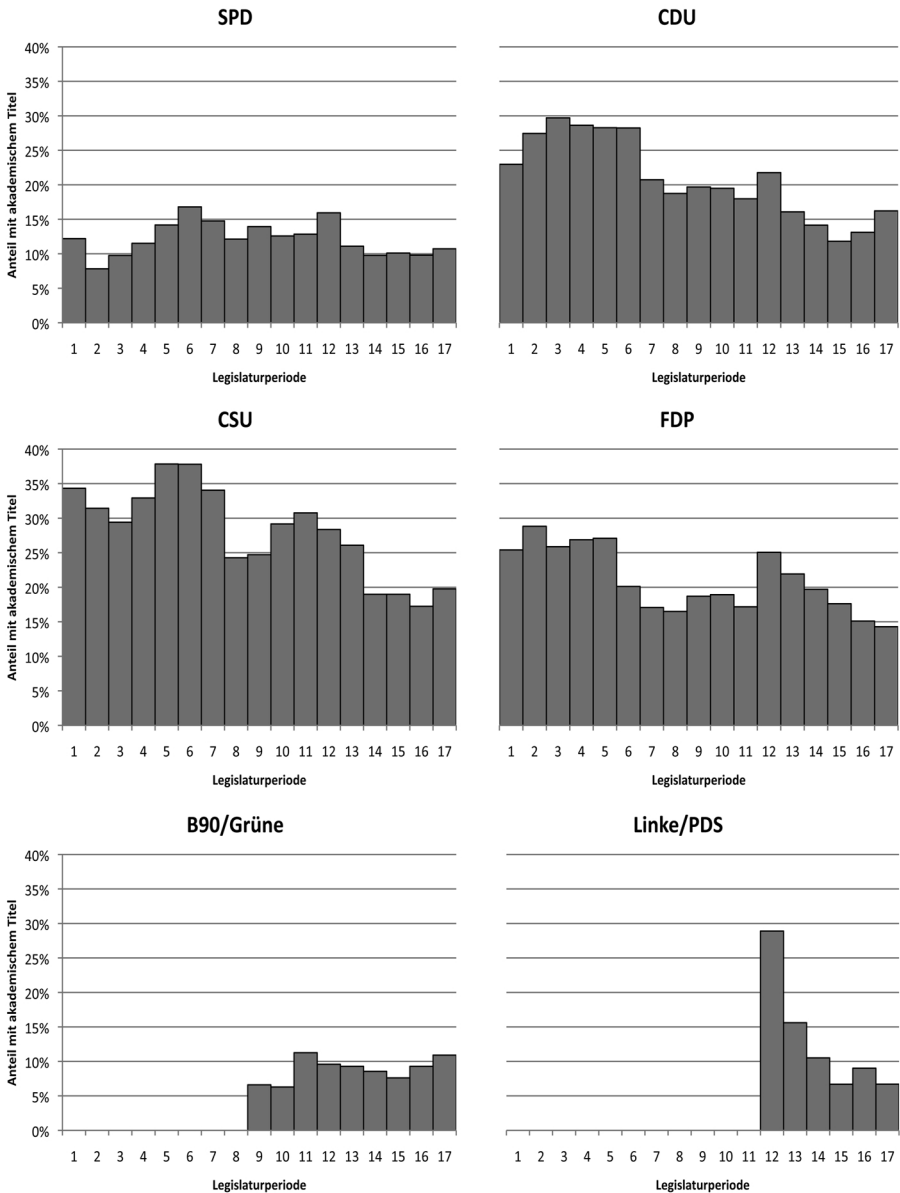 SPD
CDU
40%
35%
30%
25%
20%
15%
10%
5%
0%
Anteil mit akademischem Titel
1 2 3 4 5 6 7 8 9 10 11 12 13 14 15 16 17
1 2 3 4 5 6 7 8 9 10 11 12 13 14 15 16 17
Legislaturperiode
Legislaturperiode
CSU
FDP
40%
35%
30%
25%
20%
15%
10%
5%
0%
Anteil mit akademischem Titel
1 2 3 4 5 6 7 8 9 10 11 12 13 14 15 16 17
1 2 3 4 5 6 7 8 9 10 11 12 13 14 15 16 17
Legislaturperiode
Legislaturperiode
B90/Grüne
Linke/PDS
40%
35%
30%
25%
20%
15%
10%
5%
0%
Anteil mit akademischem Titel
1 2 3 4 5 6 7 8 9 10 11 12 13 14 15 16 17
1 2 3 4 5 6 7 8 9 10 11 12 13 14 15 16 17
Legislaturperiode
Legislaturperiode